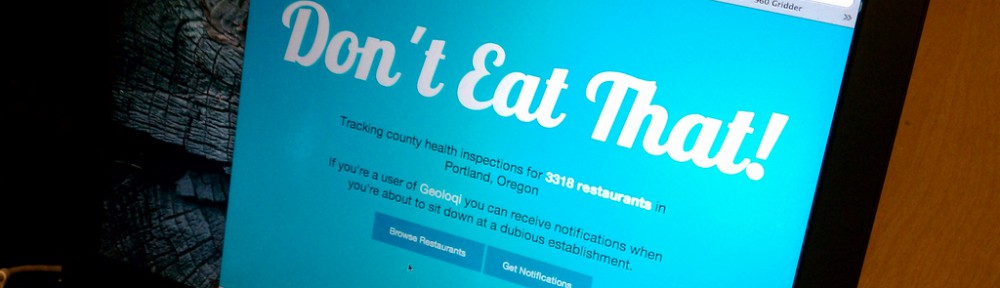 960 Gridder
Don't Eat That!
Tracking county health inspections for 3318 restaurants in
Portland, Oregon
If you're a user of Geoloqi you can receive notifications when
you're about to sit down at a dubious establishment.
Browse Restaurants
Get Notifications